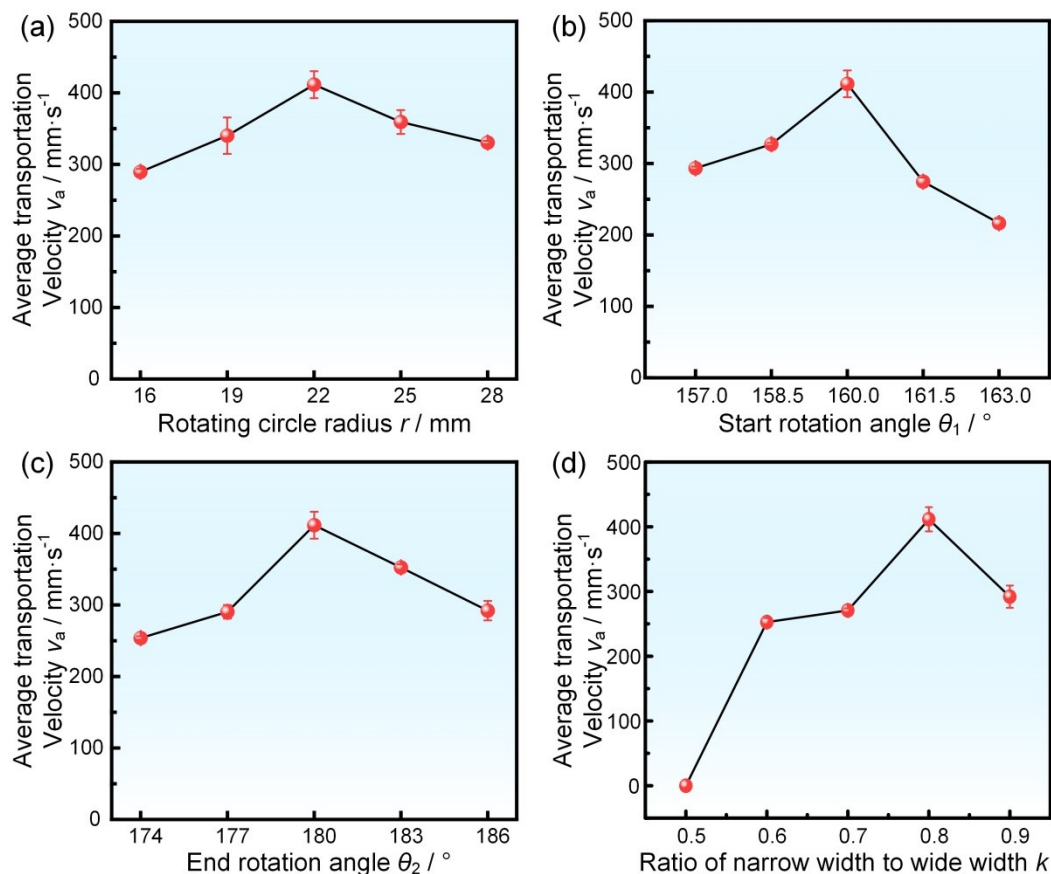 (a)
Average transportation
Velocity vₐ / mm·s⁻¹
500
400
300
200
100
0
16 19 22 25 28
Rotating circle radius r / mm
(b)
Average transportation
Velocity vₐ / mm·s⁻¹
500
400
300
200
100
0
157.0 158.5 160.0 161.5 163.0
Start rotation angle θ₁ / °
(c)
Average transportation
Velocity vₐ / mm·s⁻¹
500
400
300
200
100
0
174 177 180 183 186
End rotation angle θ₂ / °
(d)
Average transportation
Velocity vₐ / mm·s⁻¹
500
400
300
200
100
0
0.5 0.6 0.7 0.8 0.9
Ratio of narrow width to wide width k